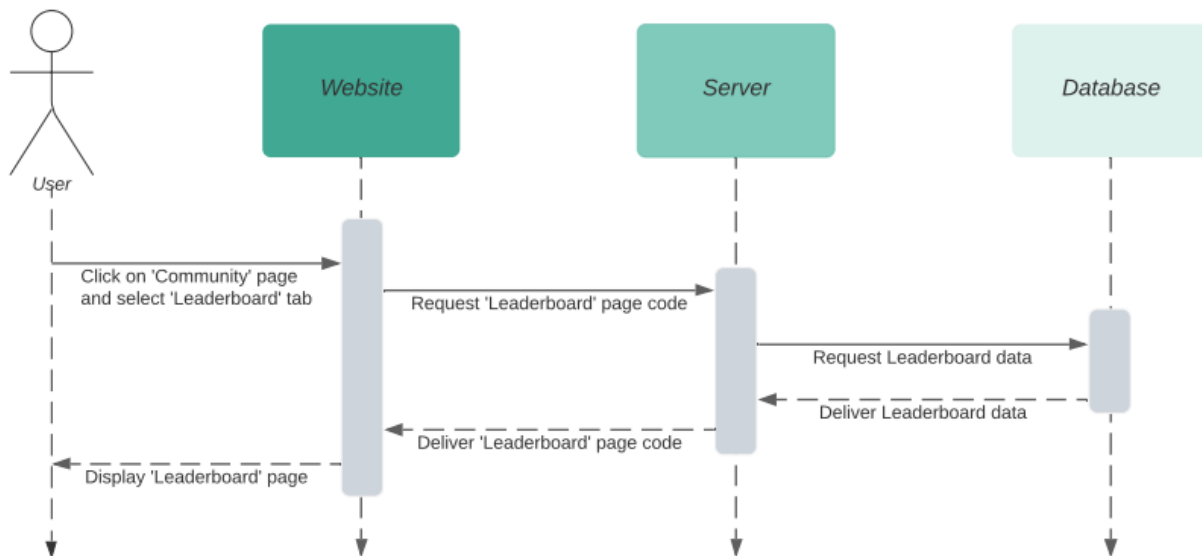 Website
Server
Database
User
Click on 'Community' page
and select 'Leaderboard' tab
Request 'Leaderboard' page code
Request Leaderboard data
Deliver Leaderboard data
Deliver 'Leaderboard' page code
Display 'Leaderboard' page